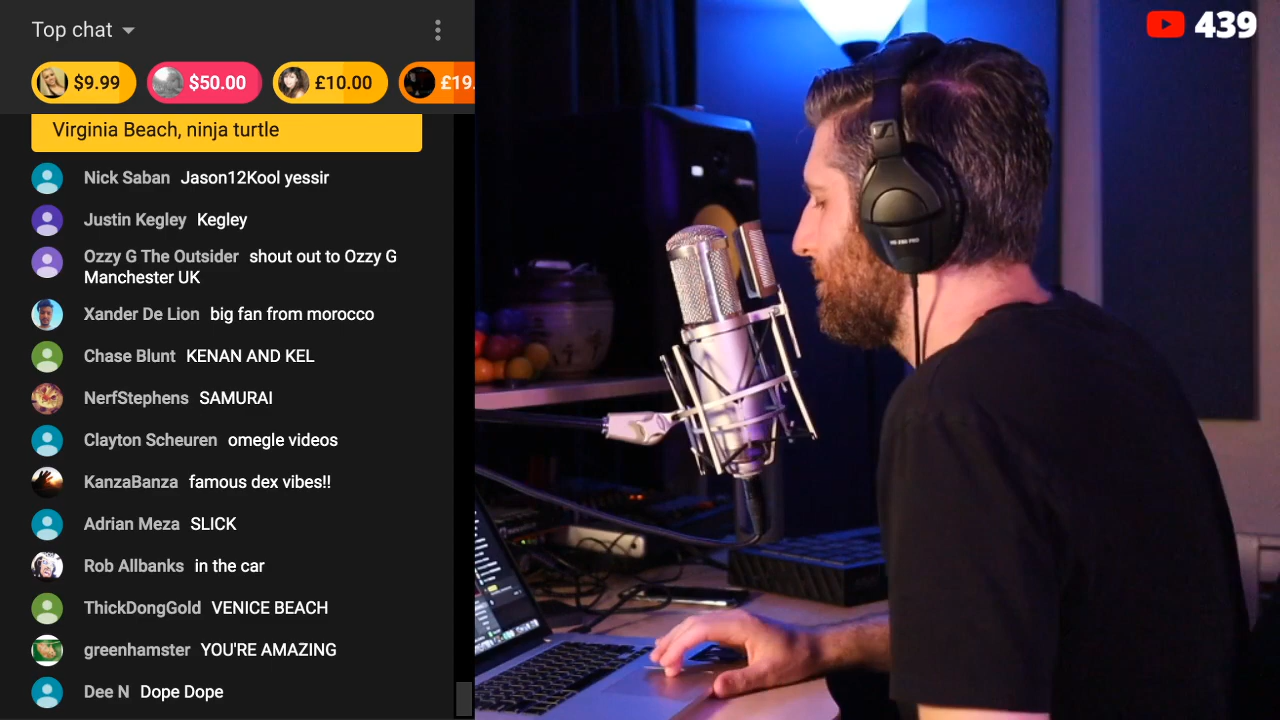 Top chat
$9.99 $50.00 £10.00 £19.
Virginia Beach, ninja turtle
Nick Saban Jason12Kool yessir
Justin Kegley Kegley
Ozzy G The Outsider shout out to Ozzy G
Manchester UK
Xander De Lion big fan from morocco
Chase Blunt KENAN AND KEL
NerfStephens SAMURAI
Clayton Scheuren omegle videos
KanzaBanza famous dex vibes!!
Adrian Meza SLICK
Rob Allbanks in the car
ThickDongGold VENICE BEACH
greenhamster YOU'RE AMAZING
Dee N Dope Dope
439